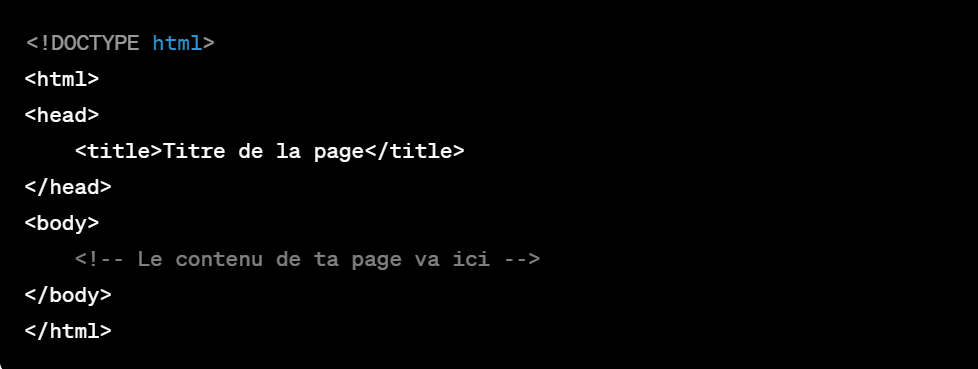 <!DOCTYPE html>
<html>
<head>
    <title>Titre de la page</title>
</head>
<body>
    <!-- Le contenu de ta page va ici -->
</body>
</html>